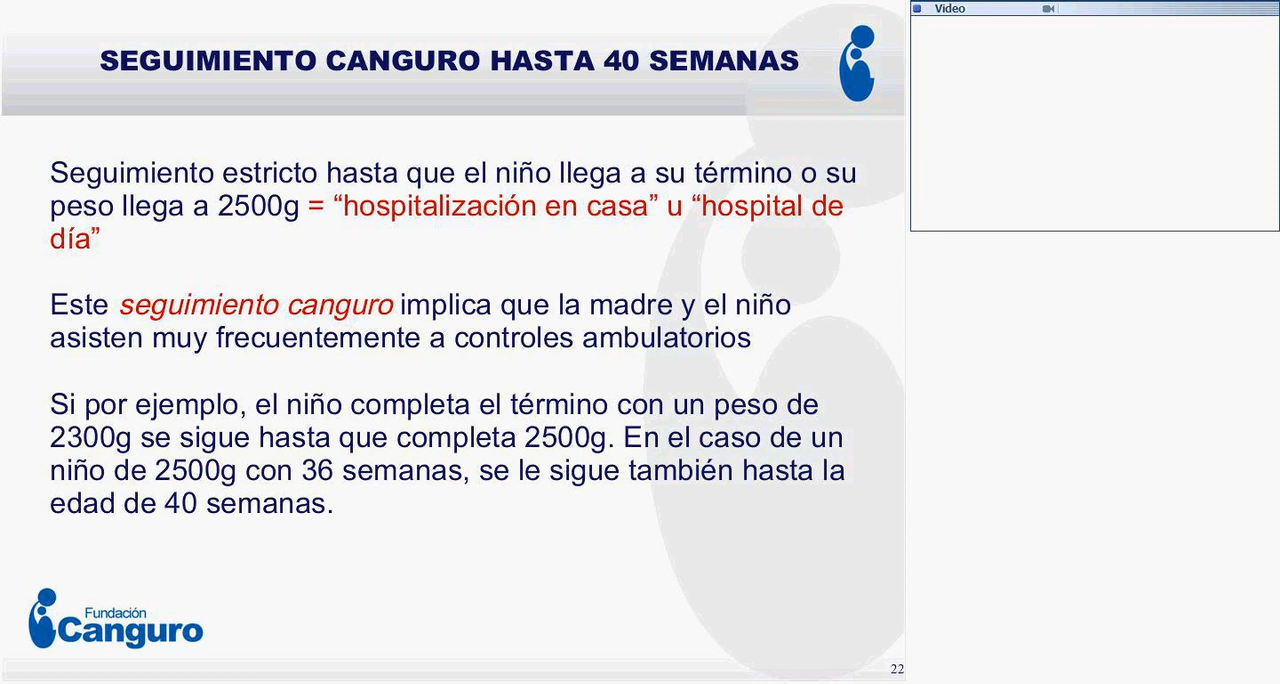 SEGUIMIENTO CANGURO HASTA 40 SEMANAS
Video
Seguimiento estricto hasta que el niño llega a su término o su
peso llega a 2500g = “hospitalización en casa” u “hospital de
día”
Este seguimiento canguro implica que la madre y el niño
asisten muy frecuentemente a controles ambulatorios
Si por ejemplo, el niño completa el término con un peso de
2300g se sigue hasta que completa 2500g. En el caso de un
niño de 2500g con 36 semanas, se le sigue también hasta la
edad de 40 semanas.
Fundación
Canguro
22